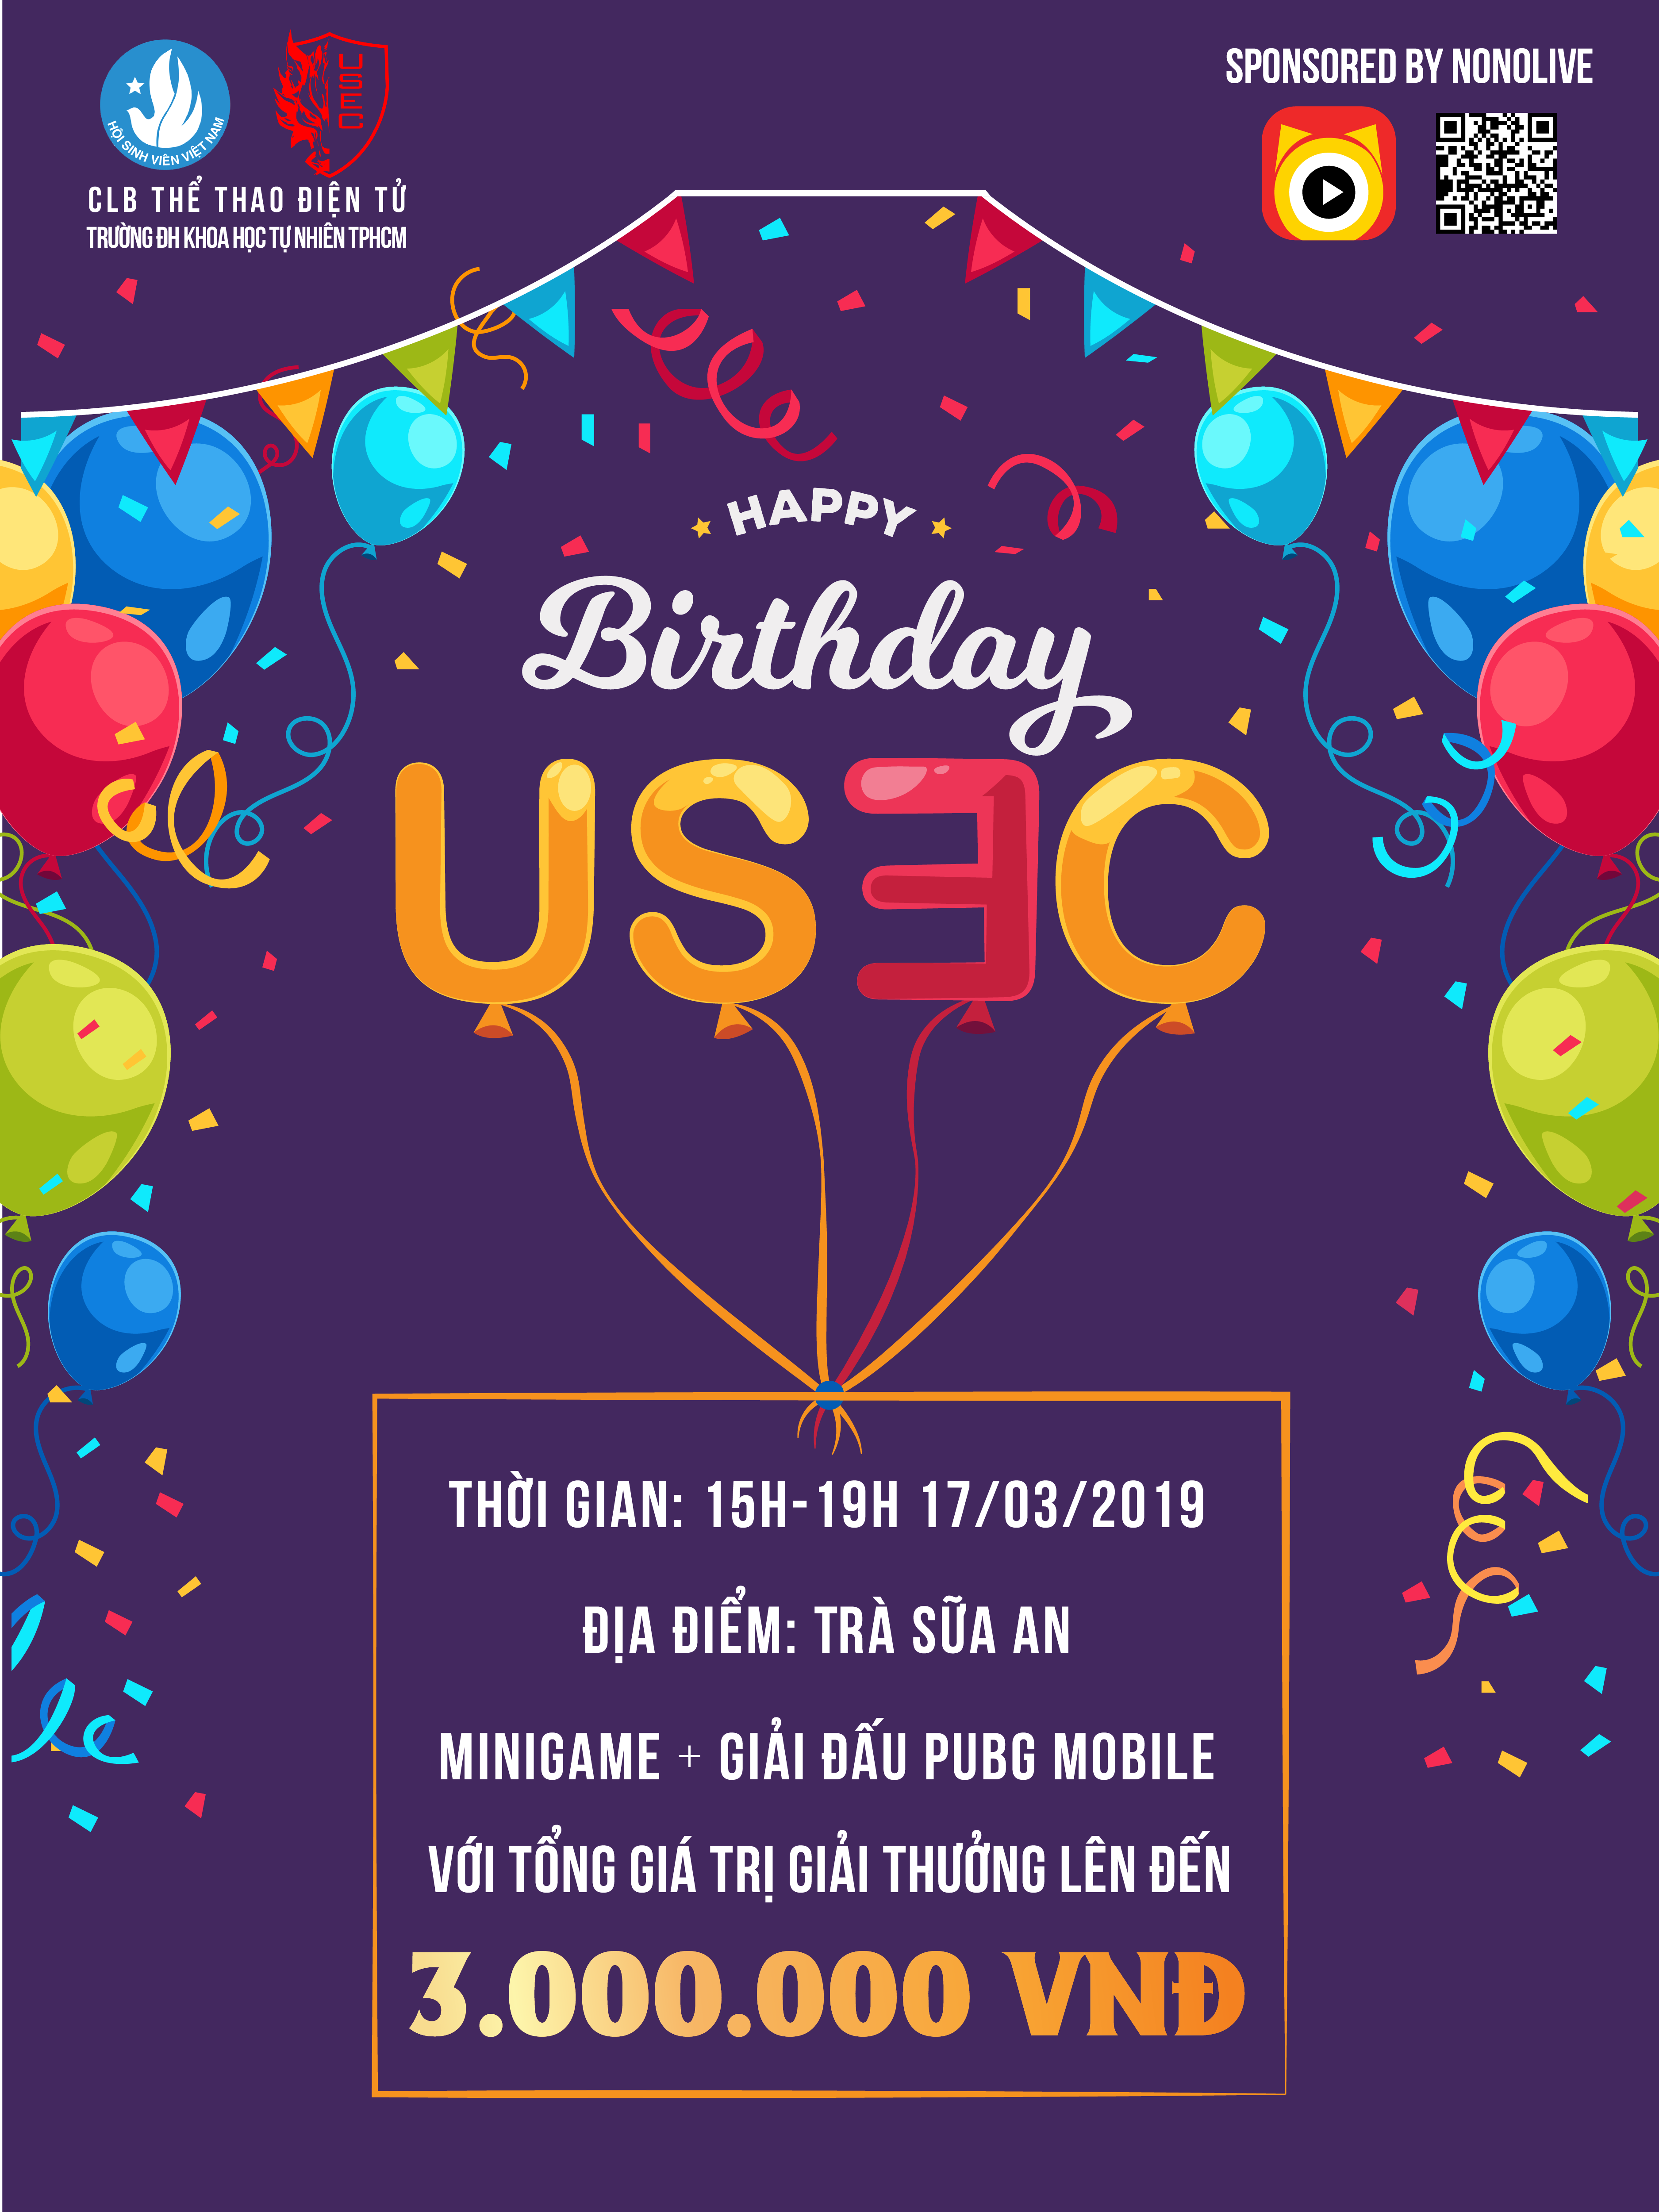 HỘI SINH VIÊN VIỆT NAM
USEC
CLB THỂ THAO ĐIỆN TỬ
TRƯỜNG ĐH KHOA HỌC TỰ NHIÊN TPHCM
SPONSORED BY NONOLIVE
HAPPY
Birthday
USEC
THỜI GIAN: 15H-19H 17/03/2019
ĐỊA ĐIỂM: TRÀ SỮA AN
MINIGAME + GIẢI ĐẤU PUBG MOBILE
VỚI TỔNG GIÁ TRỊ GIẢI THƯỞNG LÊN ĐẾN
3.000.000 VNĐ